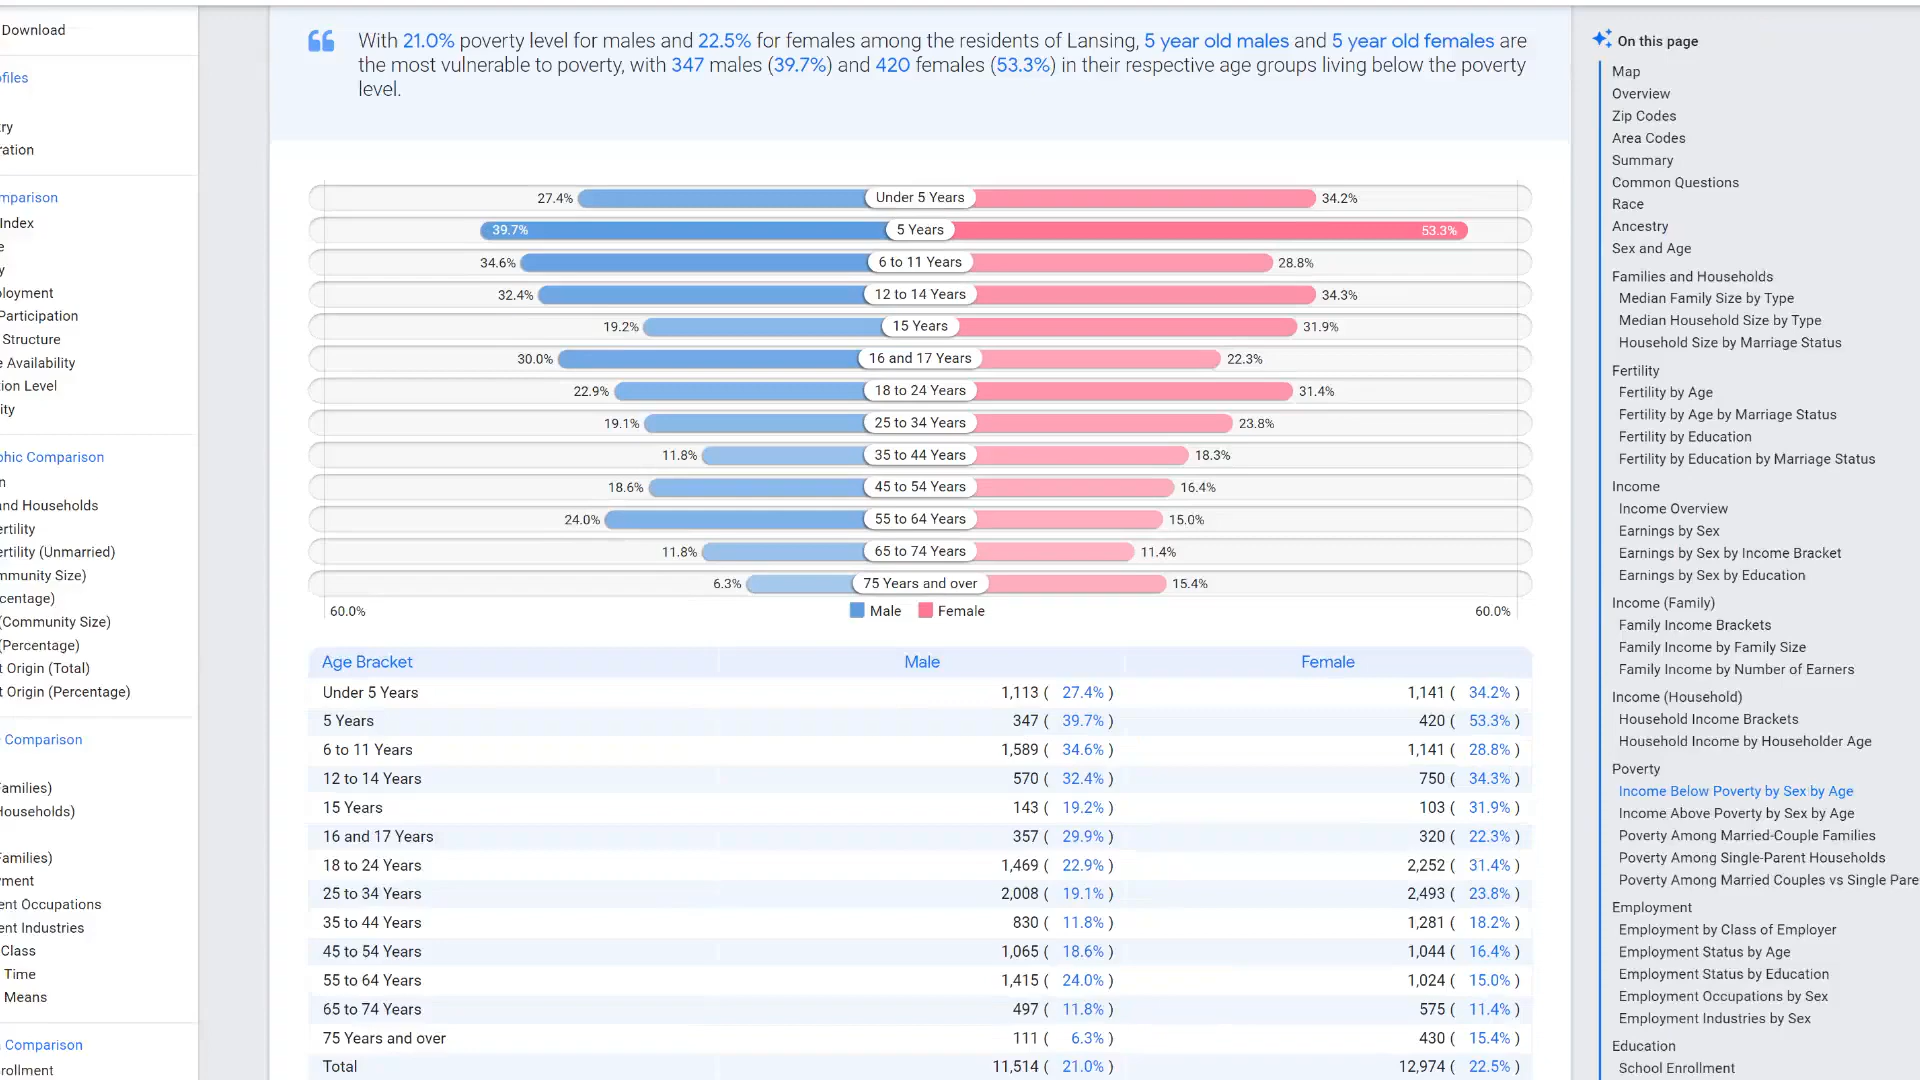 Download
ofiles
ry
ration
mparison
Index
e
y
loyment
Participation
Structure
e Availability
ion Level
ity
phic Comparison
n
and Households
ertility
ertility (Unmarried)
mmunity Size)
centage)
(Community Size)
(Percentage)
t Origin (Total)
t Origin (Percentage)
Comparison
Families)
Households)
Families)
yment
ent Occupations
ent Industries
Class
Time
Means
Comparison
rollment
With 21.0% poverty level for males and 22.5% for females among the residents of Lansing, 5 year old males and 5 year old females are
the most vulnerable to poverty, with 347 males (39.7%) and 420 females (53.3%) in their respective age groups living below the poverty
level.
27.4% Under 5 Years 34.2%
39.7% 5 Years 53.3%
34.6% 6 to 11 Years 28.8%
32.4% 12 to 14 Years 34.3%
19.2% 15 Years 31.9%
30.0% 16 and 17 Years 22.3%
22.9% 18 to 24 Years 31.4%
19.1% 25 to 34 Years 23.8%
11.8% 35 to 44 Years 18.3%
18.6% 45 to 54 Years 16.4%
24.0% 55 to 64 Years 15.0%
11.8% 65 to 74 Years 11.4%
6.3% 75 Years and over 15.4%
60.0% Male Female 60.0%
Age Bracket Male Female
Under 5 Years 1,113 ( 27.4% ) 1,141 ( 34.2% )
5 Years 347 ( 39.7% ) 420 ( 53.3% )
6 to 11 Years 1,589 ( 34.6% ) 1,141 ( 28.8% )
12 to 14 Years 570 ( 32.4% ) 750 ( 34.3% )
15 Years 143 ( 19.2% ) 103 ( 31.9% )
16 and 17 Years 357 ( 29.9% ) 320 ( 22.3% )
18 to 24 Years 1,469 ( 22.9% ) 2,252 ( 31.4% )
25 to 34 Years 2,008 ( 19.1% ) 2,493 ( 23.8% )
35 to 44 Years 830 ( 11.8% ) 1,281 ( 18.2% )
45 to 54 Years 1,065 ( 18.6% ) 1,044 ( 16.4% )
55 to 64 Years 1,415 ( 24.0% ) 1,024 ( 15.0% )
65 to 74 Years 497 ( 11.8% ) 575 ( 11.4% )
75 Years and over 111 ( 6.3% ) 430 ( 15.4% )
Total 11,514 ( 21.0% ) 12,974 ( 22.5% )
On this page
Map
Overview
Zip Codes
Area Codes
Summary
Common Questions
Race
Ancestry
Sex and Age
Families and Households
Median Family Size by Type
Median Household Size by Type
Household Size by Marriage Status
Fertility
Fertility by Age
Fertility by Age by Marriage Status
Fertility by Education
Fertility by Education by Marriage Status
Income
Income Overview
Earnings by Sex
Earnings by Sex by Income Bracket
Earnings by Sex by Education
Income (Family)
Family Income Brackets
Family Income by Family Size
Family Income by Number of Earners
Income (Household)
Household Income Brackets
Household Income by Householder Age
Poverty
Income Below Poverty by Sex by Age
Income Above Poverty by Sex by Age
Poverty Among Married-Couple Families
Poverty Among Single-Parent Households
Poverty Among Married Couples vs Single Pare
Employment
Employment by Class of Employer
Employment Status by Age
Employment Status by Education
Employment Occupations by Sex
Employment Industries by Sex
Education
School Enrollment